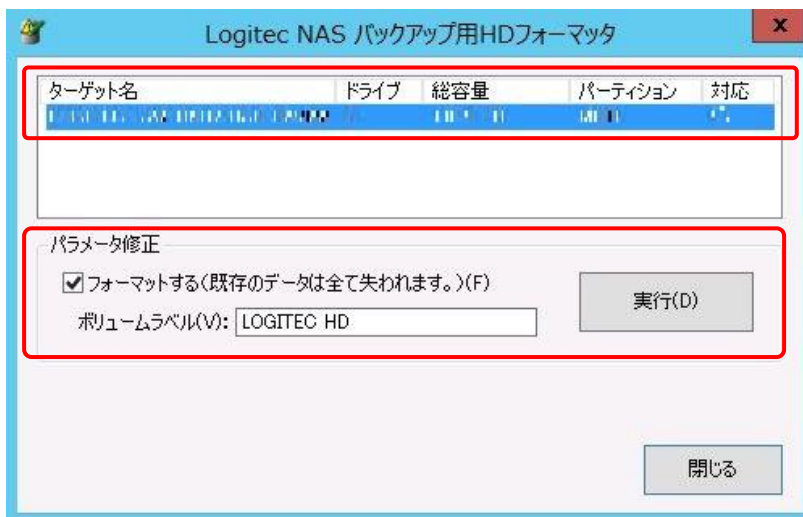 Logitec NAS バックアップ用HDフォーマッタ
x
ターゲット名 ドライブ 総容量 パーティション 対応
パラメータ修正
フォーマットする(既存のデータは全て失われます。)(F)
実行(D)
ボリュームラベル(V): LOGITEC HD
閉じる